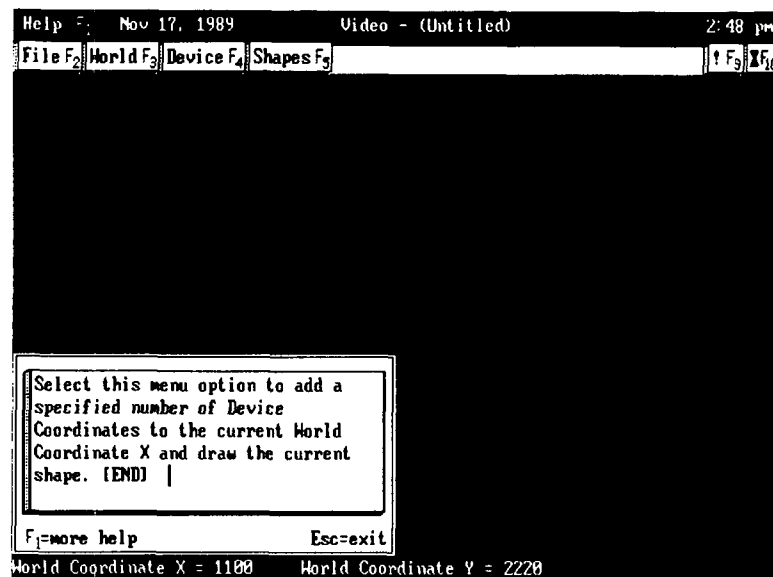 Help F1 Nov 17, 1989 Video - (Untitled) 2:48 pm
File F2 World F3 Device F4 Shapes F5 ! F9 F10
Select this menu option to add a
specified number of Device
Coordinates to the current World
Coordinate X and draw the current
shape. [END]
F1=more help Esc=exit
World Coordinate X = 1100 World Coordinate Y = 2220